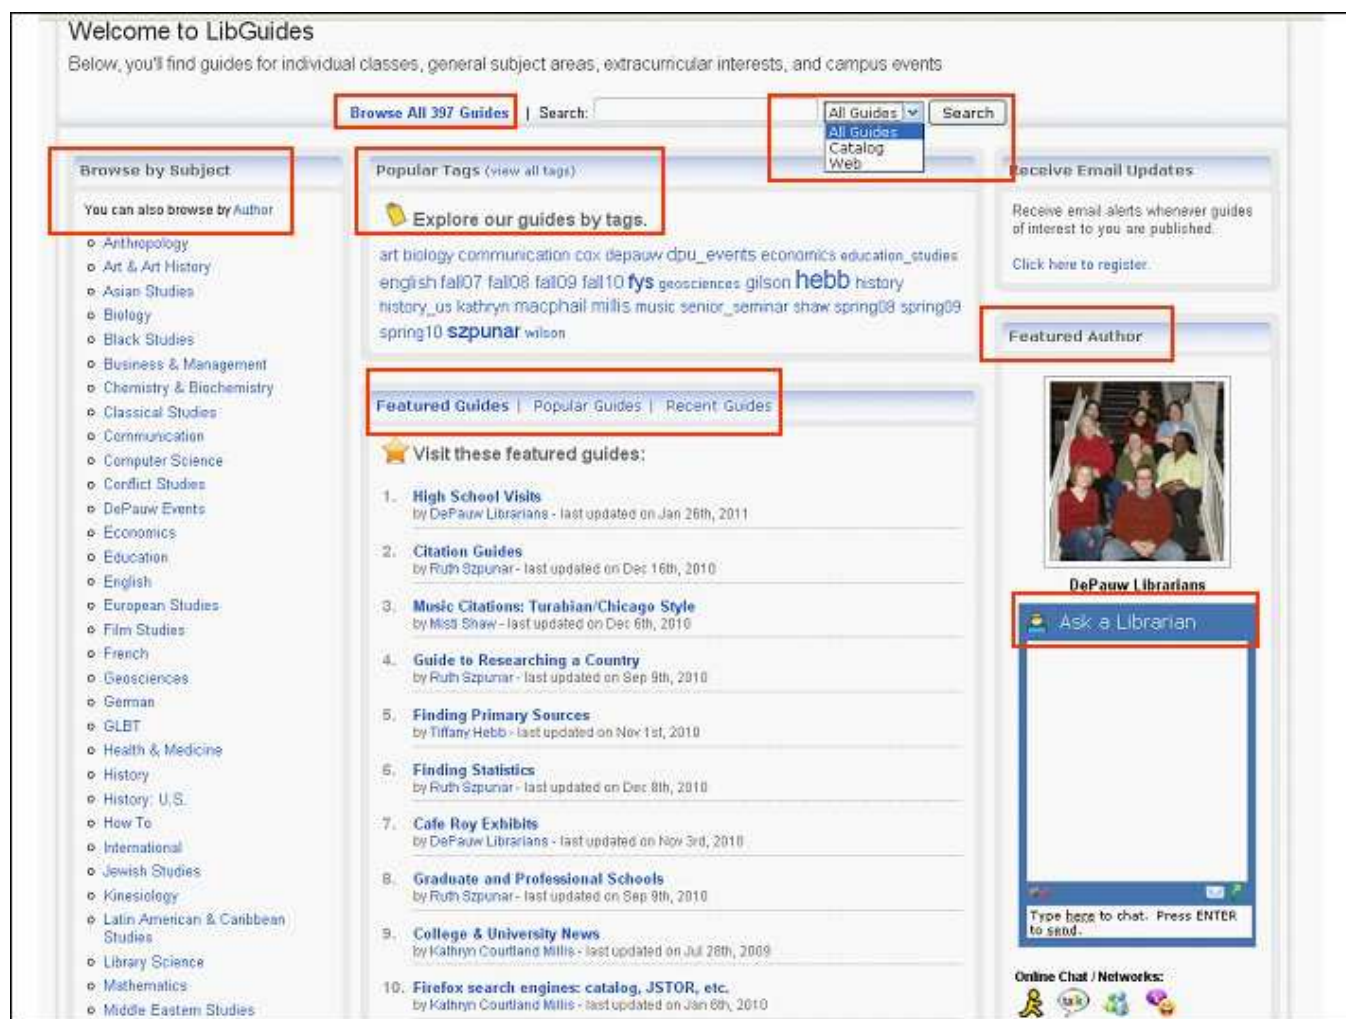 Welcome to LibGuides
Below, you'll find guides for individual classes, general subject areas, extracurricular interests, and campus events
Browse All 397 Guides | Search: All Guides Search
All Guides
Catalog
Web
Browse by Subject
You can also browse by Author
Anthropology
Art & Art History
Asian Studies
Biology
Black Studies
Business & Management
Chemistry & Biochemistry
Classical Studies
Communication
Computer Science
Conflict Studies
DePauw Events
Economics
Education
English
European Studies
Film Studies
French
Geosciences
German
GLBT
Health & Medicine
History
History: U.S.
How To
International
Jewish Studies
Kinesiology
Latin American & Caribbean
Studies
Library Science
Mathematics
Middle Eastern Studies
Popular Tags (view all tags)
Explore our guides by tags.
art biology communication cox depauw dpu_events economics education_studies
english fall07 fall08 fall09 fall10 fys geosciences gilson hebb history
history_us kathryn macphail millis music senior_seminar shaw spring08 spring09
spring10 szpunar wilson
Featured Guides | Popular Guides | Recent Guides
Visit these featured guides:
1. High School Visits
by DePauw Librarians - last updated on Jan 26th, 2011
2. Citation Guides
by Ruth Szpunar - last updated on Dec 16th, 2010
3. Music Citations: Turabian/Chicago Style
by Misti Shaw - last updated on Dec 6th, 2010
4. Guide to Researching a Country
by Ruth Szpunar - last updated on Sep 9th, 2010
5. Finding Primary Sources
by Tiffany Hebb - last updated on Nov 1st, 2010
6. Finding Statistics
by Ruth Szpunar - last updated on Dec 8th, 2010
7. Cafe Roy Exhibits
by DePauw Librarians - last updated on Nov 3rd, 2010
8. Graduate and Professional Schools
by Ruth Szpunar - last updated on Sep 9th, 2010
9. College & University News
by Kathryn Courtland Millis - last updated on Jul 28th, 2009
10. Firefox search engines: catalog, JSTOR, etc.
by Kathryn Courtland Millis - last updated on Jan 6th, 2010
Receive Email Updates
Receive email alerts whenever guides
of interest to you are published.
Click here to register.
Featured Author
DePauw Librarians
Ask a Librarian
Type here to chat. Press ENTER
to send.
Online Chat / Networks:
talk